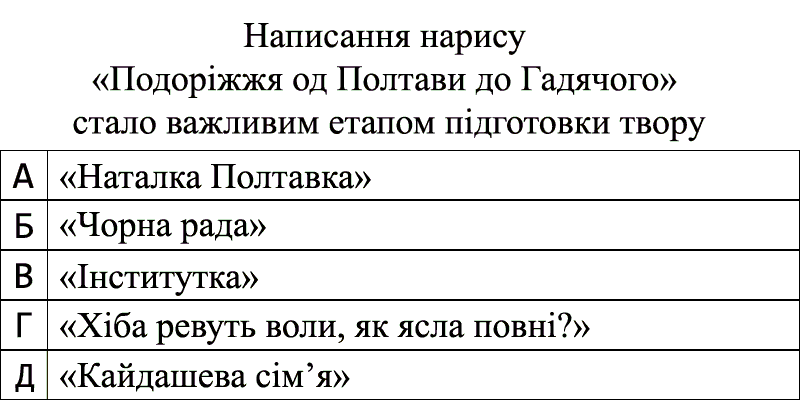 Написання нарису
«Подоріжжя од Полтави до Гадячого»
стало важливим етапом підготовки твору
А «Наталка Полтавка»
Б «Чорна рада»
В «Інститутка»
Г «Хіба ревуть воли, як ясла повні?»
Д «Кайдашева сім’я»